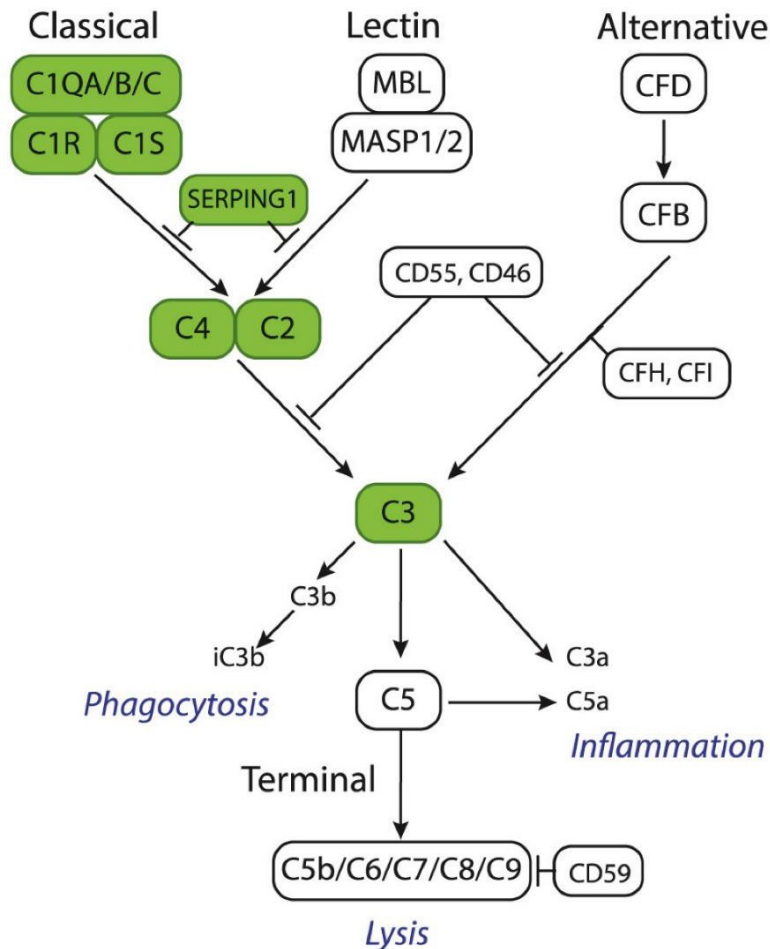 Classical
Lectin
Alternative
C1QA/B/C
MBL
CFD
C1R
C1S
MASP1/2
SERPING1
CFB
CD55, CD46
C4
C2
CFH, CFI
C3
C3b
iC3b
C3a
Phagocytosis
C5
C5a
Inflammation
Terminal
C5b/C6/C7/C8/C9
CD59
Lysis